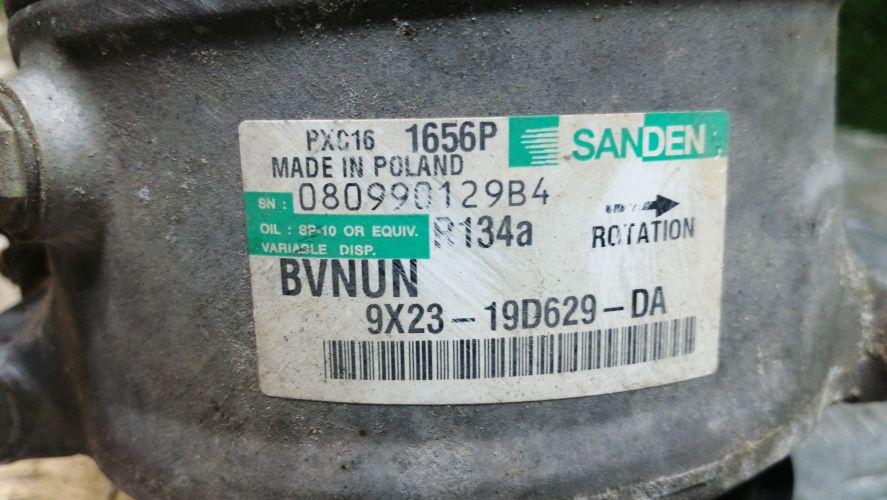 PXC16 1656P SANDEN
MADE IN POLAND
SN : 080990129B4
OIL : SP-10 OR EQUIV. R134a
VARIABLE DISP. ROTATION
BVNUN
9X23-19D629-DA